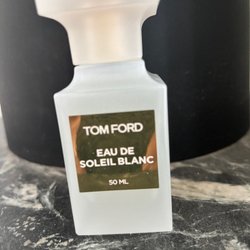 TOM FORD
EAU DE
SOLEIL BLANC
50 ML